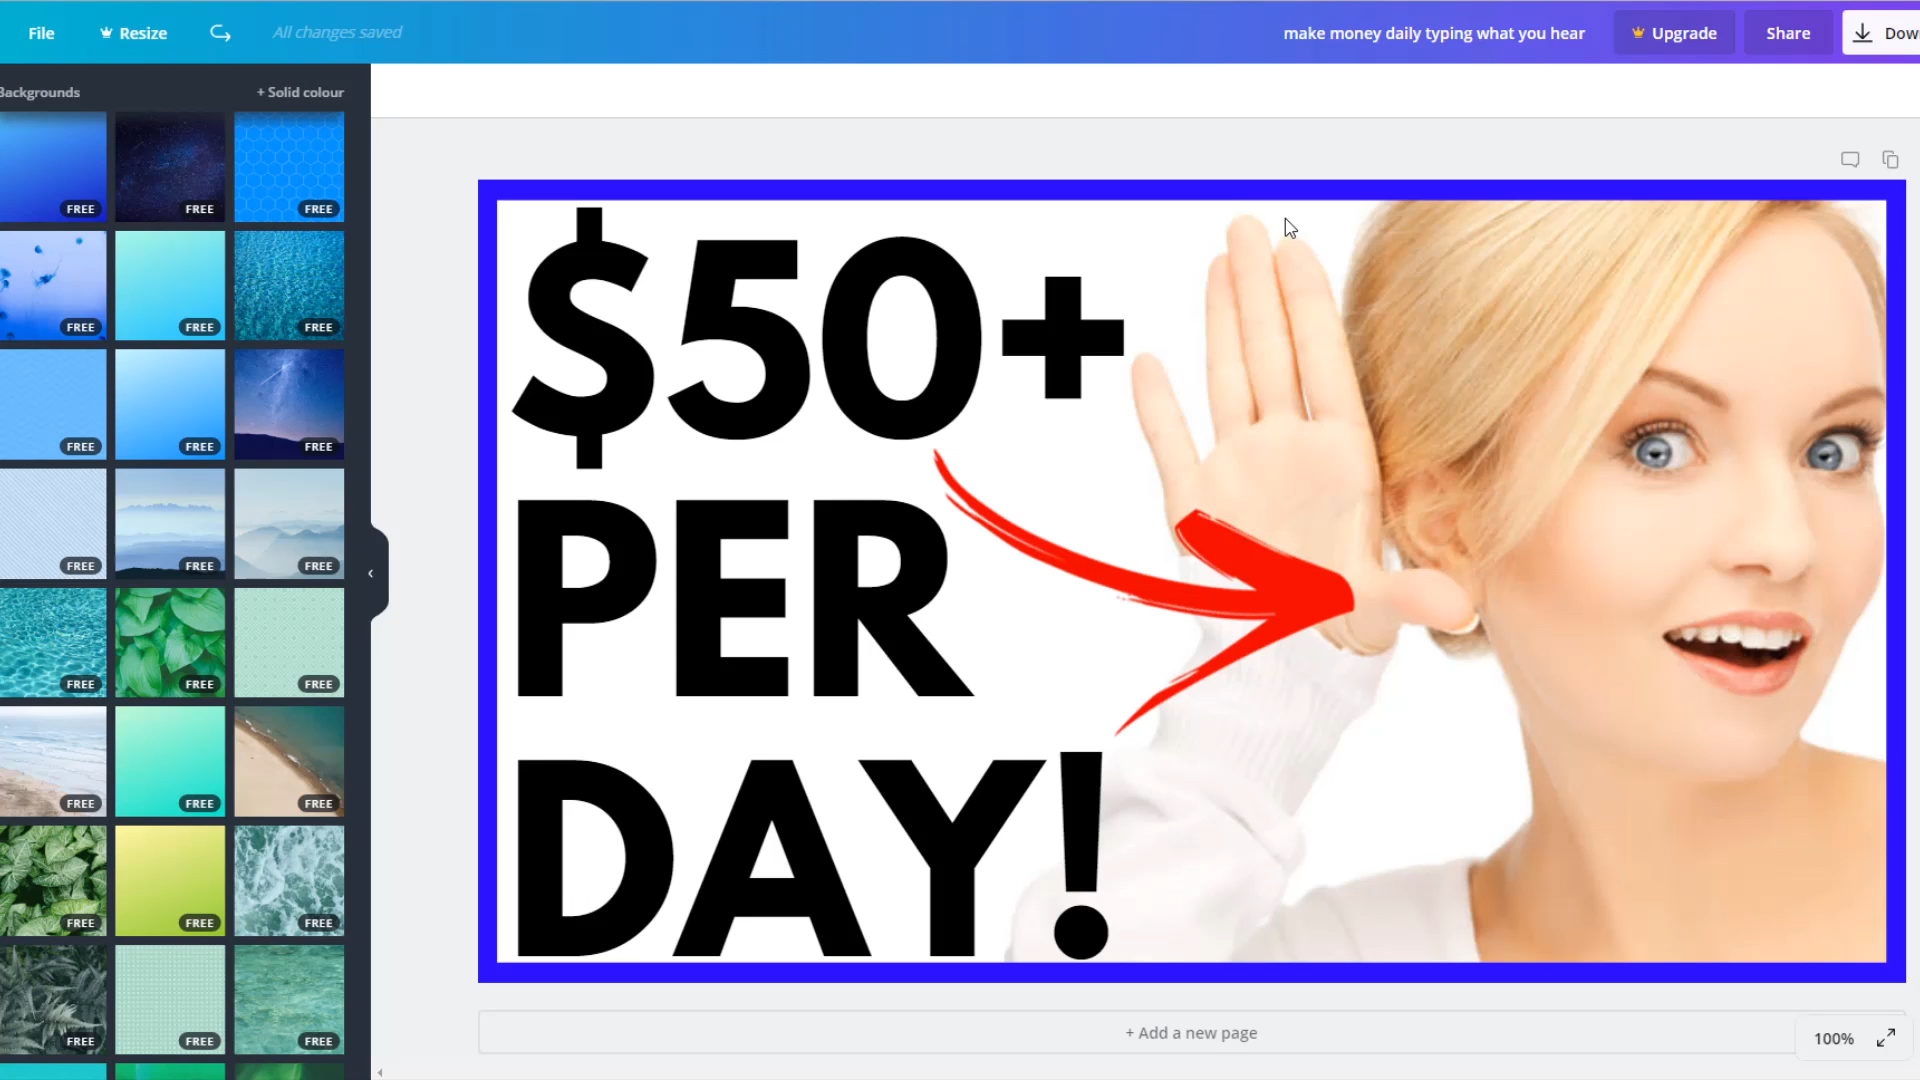 File
Resize
All changes saved
make money daily typing what you hear
Upgrade
Share
Backgrounds
+ Solid colour
FREE FREE FREE
FREE FREE FREE
FREE FREE FREE
FREE FREE FREE
FREE FREE FREE
FREE FREE FREE
FREE FREE FREE
FREE FREE FREE
$50+
PER
DAY!
+ Add a new page
100%